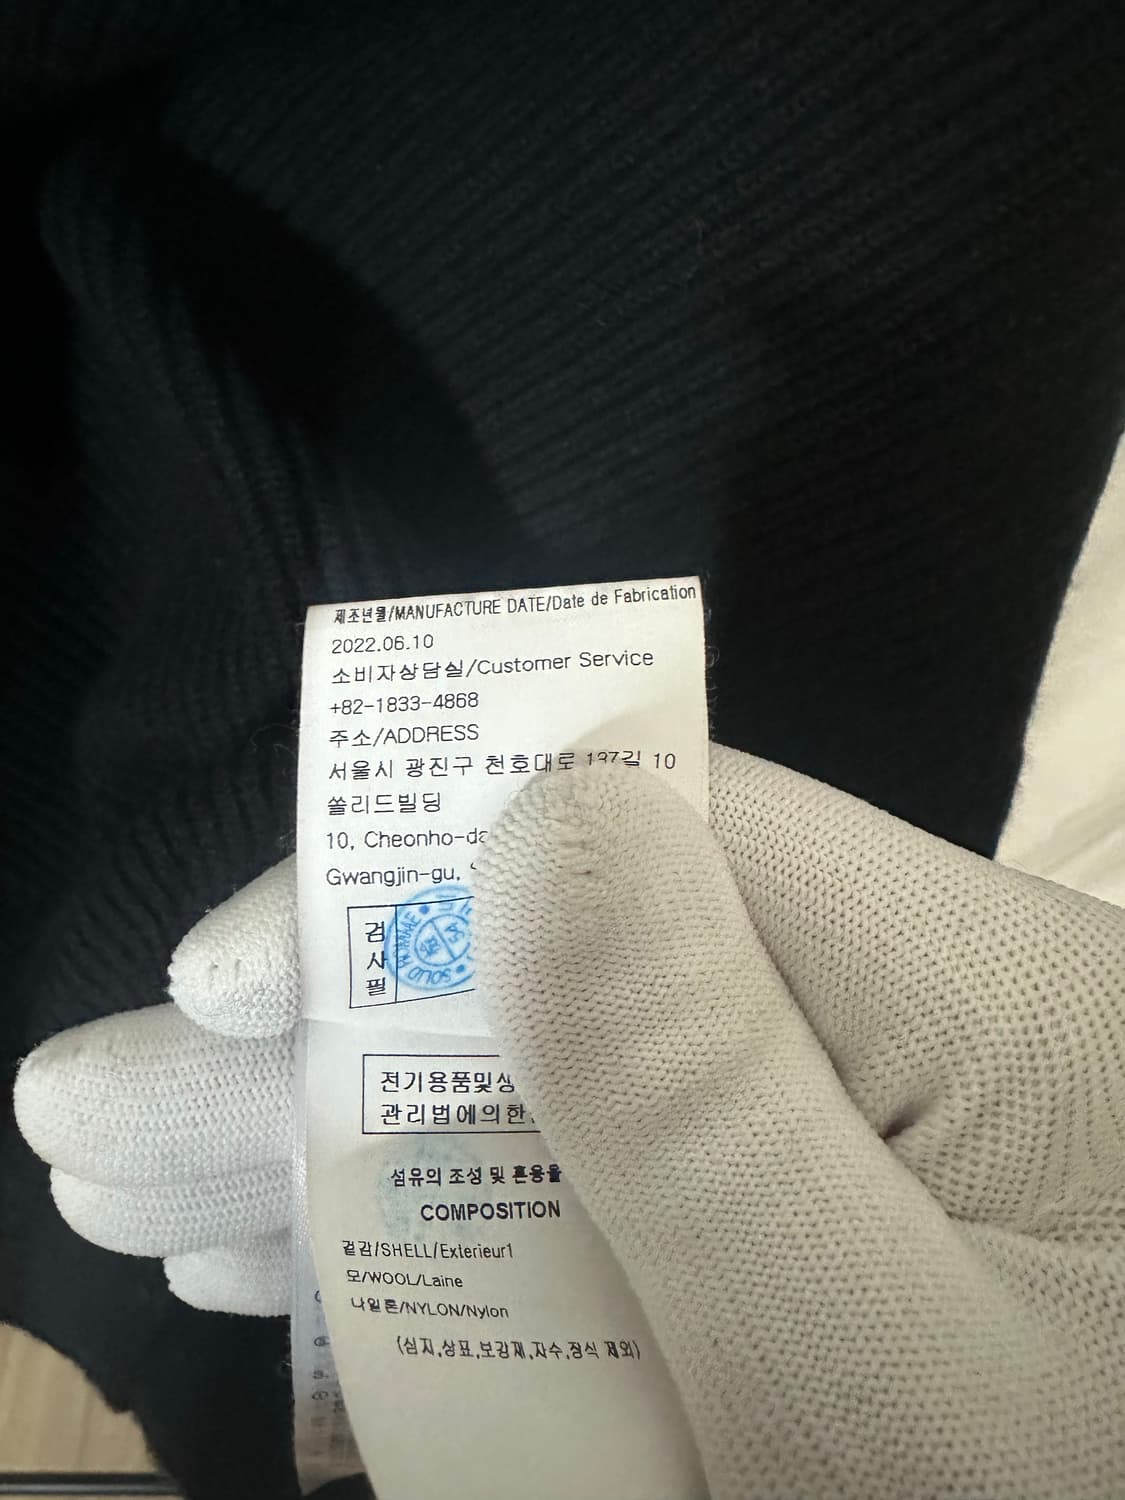 제조년월/MANUFACTURE DATE/Date de Fabrication
2022.06.10
소비자상담실/Customer Service
+82-1833-4868
주소/ADDRESS
서울시 광진구 천호대로 137길 10
쏠리드빌딩
10, Cheonho-da
Gwangjin-gu,
검사필
SOLID HOMME
전기용품및생
관리법에의한
섬유의 조성 및 혼용율
COMPOSITION
겉감/SHELL/Exterieur1
모/WOOL/Laine
나일론/NYLON/Nylon
(심지,상표,보강재,자수,장식 제외)